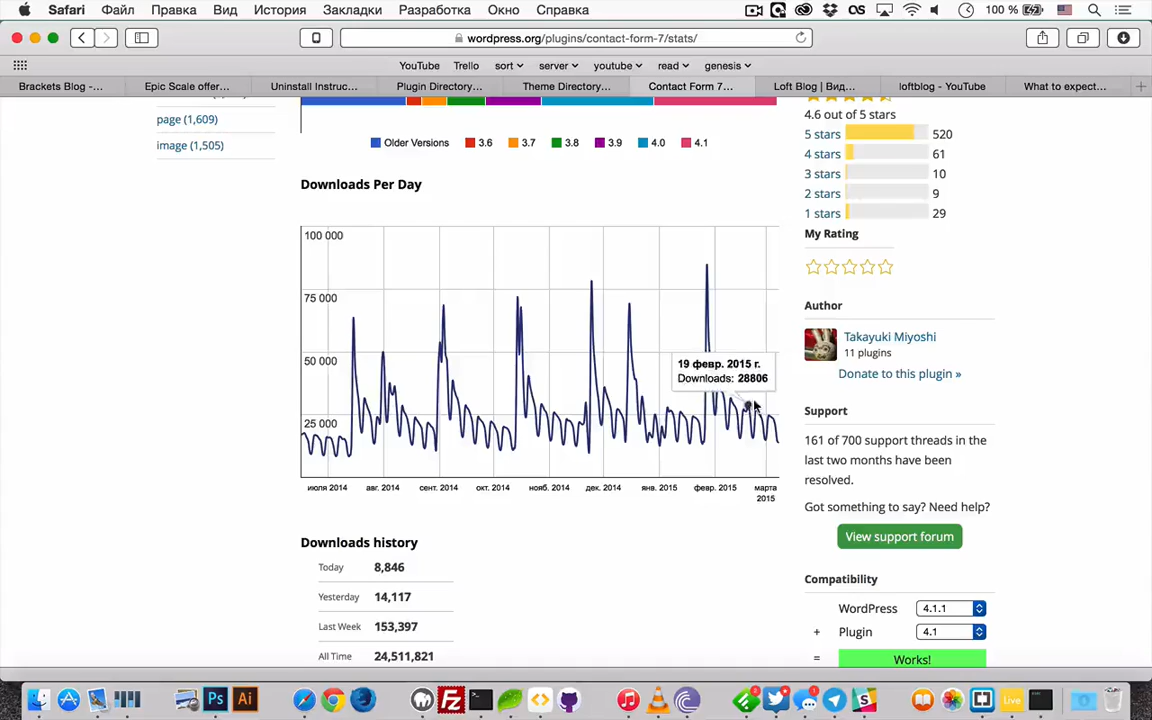 Safari Файл Правка Вид История Закладки Разработка Окно Справка
100 %
wordpress.org/plugins/contact-form-7/stats/
YouTube Trello sort server youtube read genesis
Brackets Blog -... Epic Scale offer... Uninstall Instruc... Plugin Directory... Theme Directory... Contact Form 7... Loft Blog | Вид... loftblog - YouTube What to expect...
page (1,609)
image (1,505)
Older Versions 3.6 3.7 3.8 3.9 4.0 4.1
Downloads Per Day
100 000
75 000
50 000
25 000
19 февр. 2015 г.
Downloads: 28806
июля 2014 авг. 2014 сент. 2014 окт. 2014 нояб. 2014 дек. 2014 янв. 2015 февр. 2015 марта
2015
Downloads history
Today 8,846
Yesterday 14,117
Last Week 153,397
All Time 24,511,821
4.6 out of 5 stars
5 stars 520
4 stars 61
3 stars 10
2 stars 9
1 stars 29
My Rating
Author
Takayuki Miyoshi
11 plugins
Donate to this plugin »
Support
161 of 700 support threads in the
last two months have been
resolved.
Got something to say? Need help?
View support forum
Compatibility
WordPress 4.1.1
+ Plugin 4.1
= Works!
Ps Ai Fz Live